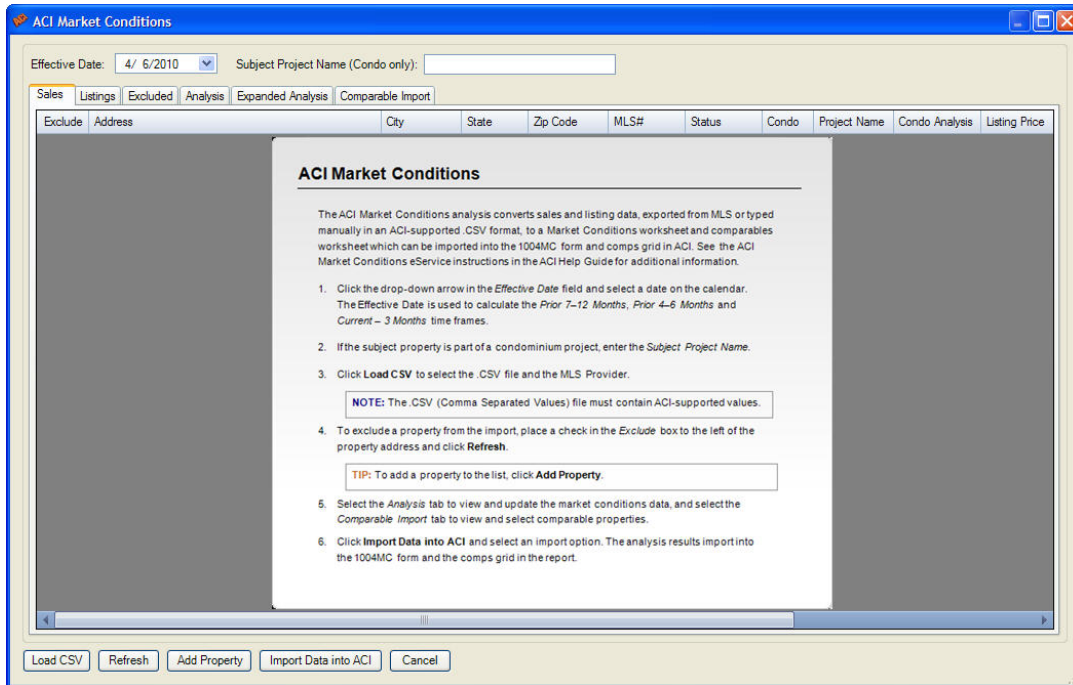 ACI Market Conditions
Effective Date: 4/ 6/2010 Subject Project Name (Condo only):
Sales Listings Excluded Analysis Expanded Analysis Comparable Import
Exclude Address City State Zip Code MLS# Status Condo Project Name Condo Analysis Listing Price
ACI Market Conditions
The ACI Market Conditions analysis converts sales and listing data, exported from MLS or typed
manually in an ACI-supported .CSV format, to a Market Conditions worksheet and comparables
worksheet which can be imported into the 1004MC form and comps grid in ACI. See the ACI
Market Conditions eService instructions in the ACI Help Guide for additional information.
1. Click the drop-down arrow in the Effective Date field and select a date on the calendar.
The Effective Date is used to calculate the Prior 7–12 Months, Prior 4–6 Months and
Current – 3 Months time frames.
2. If the subject property is part of a condominium project, enter the Subject Project Name.
3. Click Load CSV to select the .CSV file and the MLS Provider.
NOTE: The .CSV (Comma Separated Values) file must contain ACI-supported values.
4. To exclude a property from the import, place a check in the Exclude box to the left of the
property address and click Refresh.
TIP: To add a property to the list, click Add Property.
5. Select the Analysis tab to view and update the market conditions data, and select the
Comparable Import tab to view and select comparable properties.
6. Click Import Data into ACI and select an import option. The analysis results import into
the 1004MC form and the comps grid in the report.
Load CSV Refresh Add Property Import Data into ACI Cancel